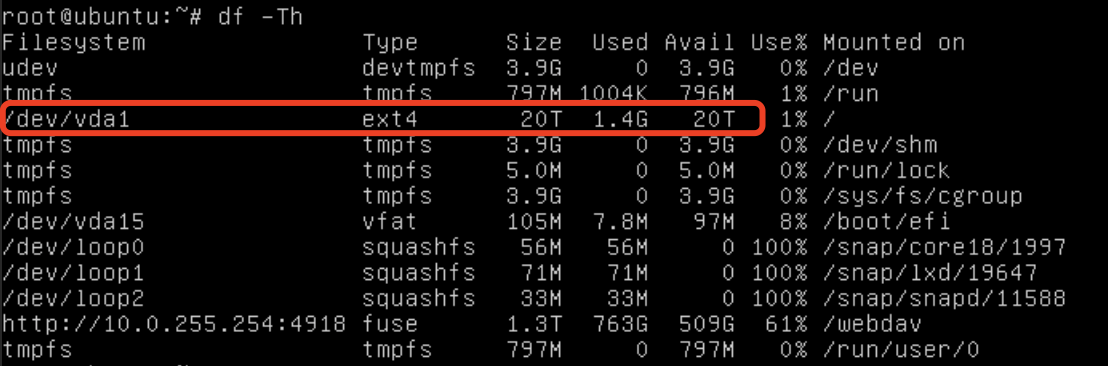 root@ubuntu:~# df -Th
Filesystem Type Size Used Avail Use% Mounted on
udev devtmpfs 3.9G 0 3.9G 0% /dev
tmpfs tmpfs 797M 1004K 796M 1% /run
/dev/vda1 ext4 20T 1.4G 20T 1% /
tmpfs tmpfs 3.9G 0 3.9G 0% /dev/shm
tmpfs tmpfs 5.0M 0 5.0M 0% /run/lock
tmpfs tmpfs 3.9G 0 3.9G 0% /sys/fs/cgroup
/dev/vda15 vfat 105M 7.8M 97M 8% /boot/efi
/dev/loop0 squashfs 56M 56M 0 100% /snap/core18/1997
/dev/loop1 squashfs 71M 71M 0 100% /snap/lxd/19647
/dev/loop2 squashfs 33M 33M 0 100% /snap/snapd/11588
http://10.0.255.254:4918 fuse 1.3T 763G 509G 61% /webdav
tmpfs tmpfs 797M 0 797M 0% /run/user/0